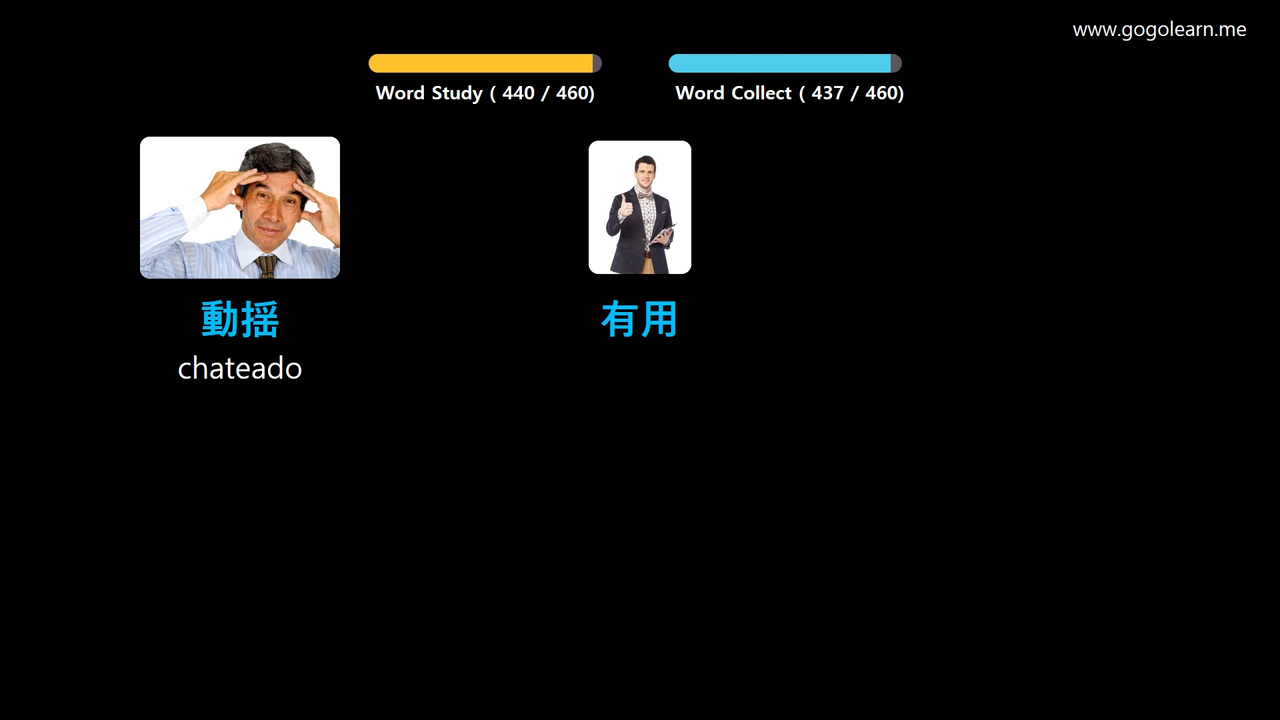 www.gogolearn.me
Word Study ( 440 / 460)
Word Collect ( 437 / 460)
動揺
有用
chateado